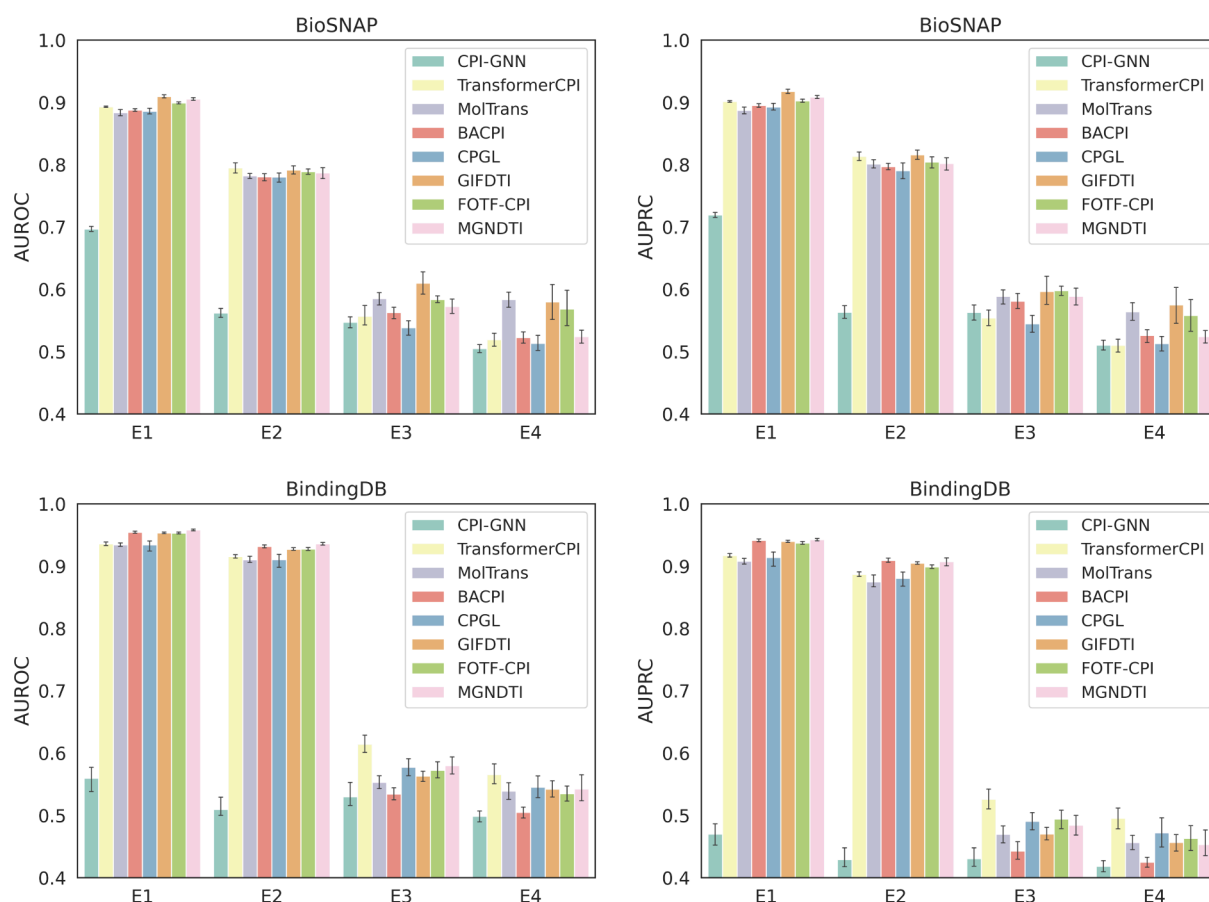 BioSNAP
AUROC
1.0
0.9
0.8
0.7
0.6
0.5
0.4
E1 E2 E3 E4
CPI-GNN
TransformerCPI
MolTrans
BACPI
CPGL
GIFDTI
FOTF-CPI
MGNDTI
BioSNAP
AUPRC
1.0
0.9
0.8
0.7
0.6
0.5
0.4
E1 E2 E3 E4
CPI-GNN
TransformerCPI
MolTrans
BACPI
CPGL
GIFDTI
FOTF-CPI
MGNDTI
BindingDB
AUROC
1.0
0.9
0.8
0.7
0.6
0.5
0.4
E1 E2 E3 E4
CPI-GNN
TransformerCPI
MolTrans
BACPI
CPGL
GIFDTI
FOTF-CPI
MGNDTI
BindingDB
AUPRC
1.0
0.9
0.8
0.7
0.6
0.5
0.4
E1 E2 E3 E4
CPI-GNN
TransformerCPI
MolTrans
BACPI
CPGL
GIFDTI
FOTF-CPI
MGNDTI